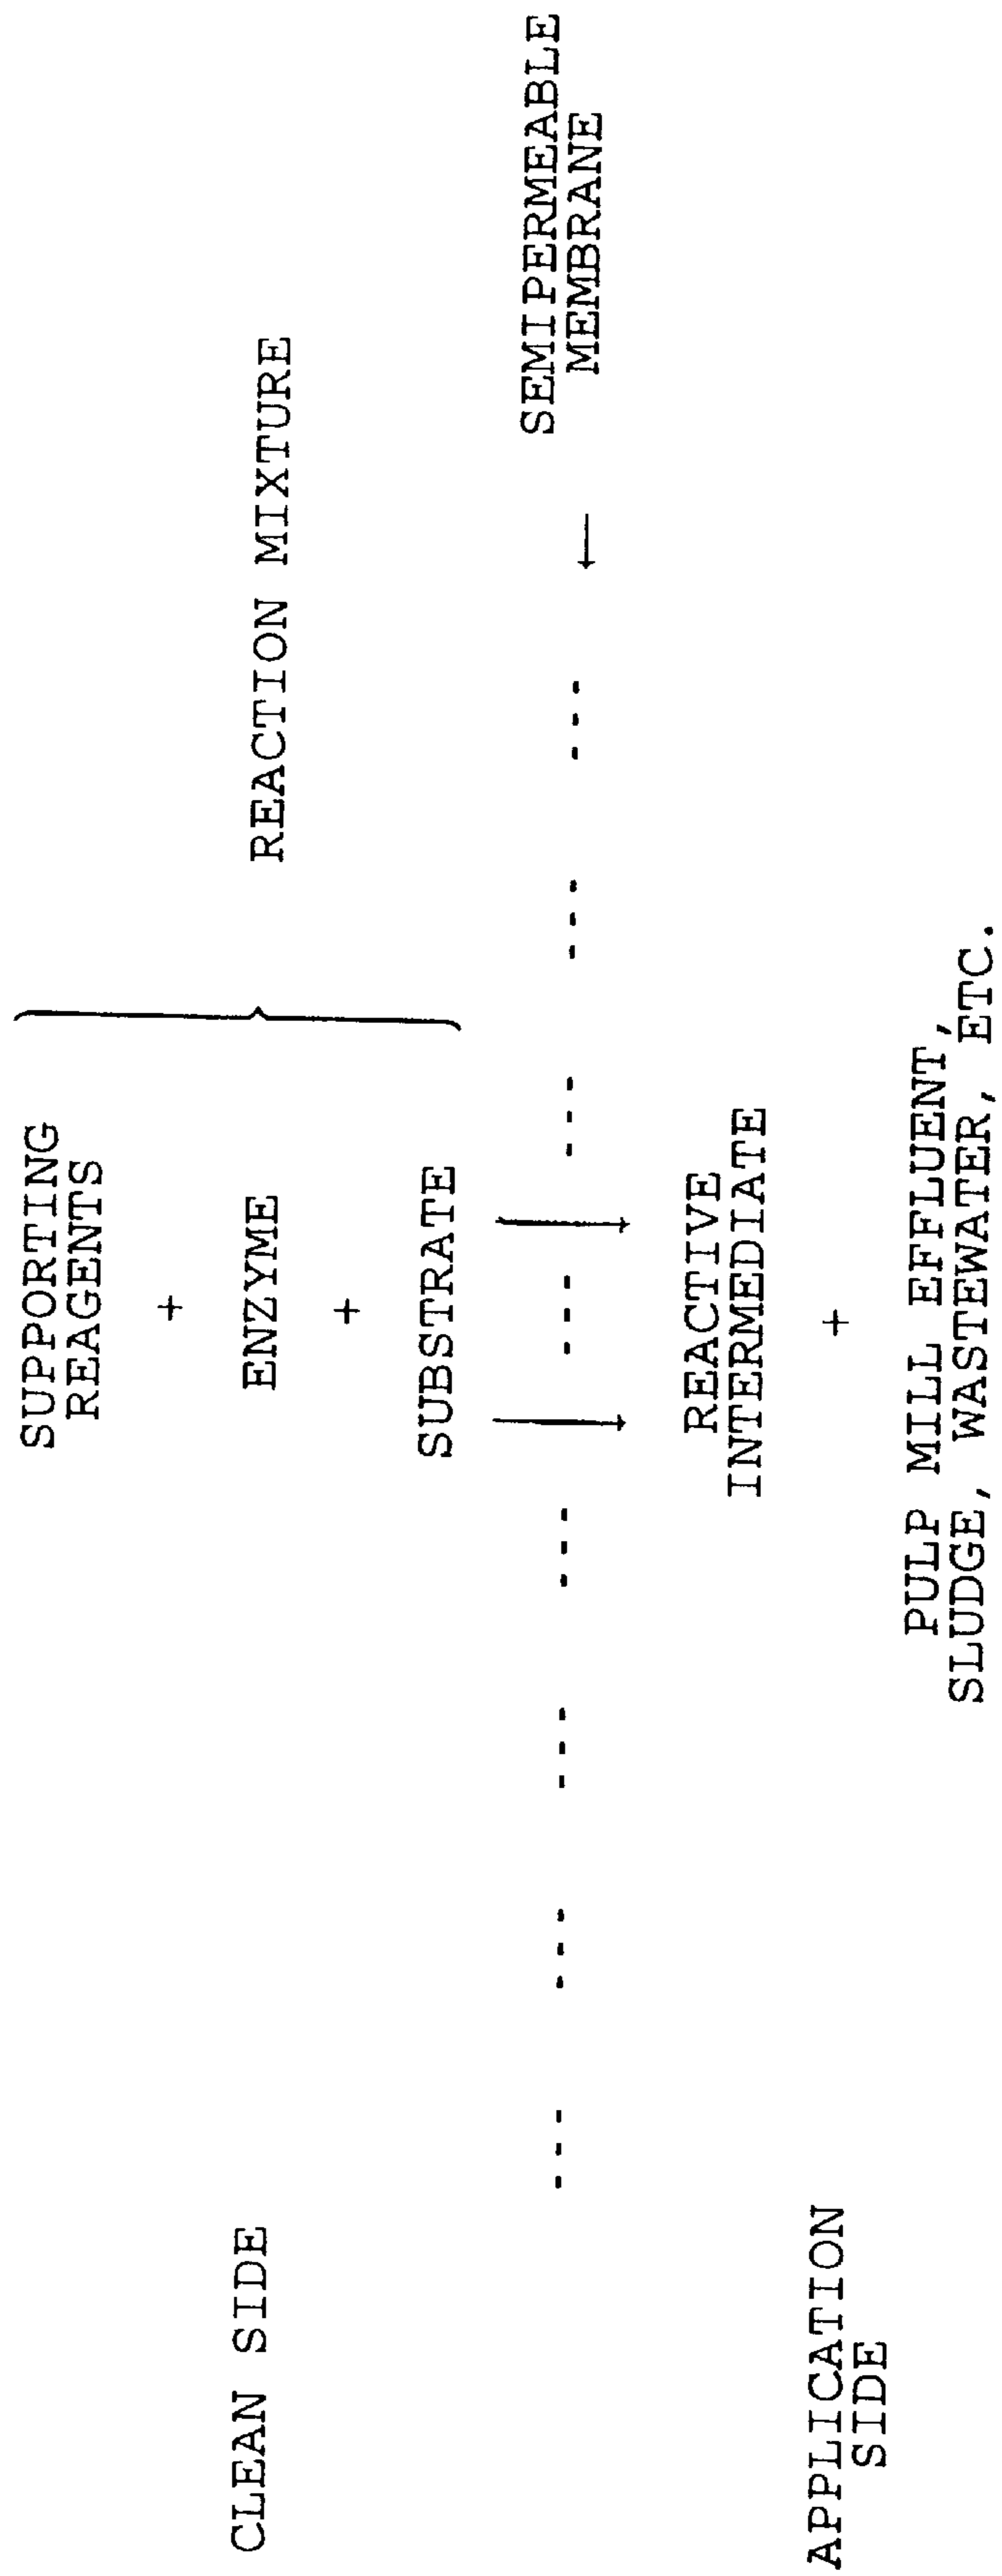 CLEAN SIDE
SUPPORTING
REAGENTS
+
ENZYME
+
SUBSTRATE
REACTION MIXTURE
SEMIPERMEABLE
MEMBRANE
APPLICATION
SIDE
REACTIVE
INTERMEDIATE
+
PULP MILL EFFLUENT,
SLUDGE, WASTEWATER, ETC.